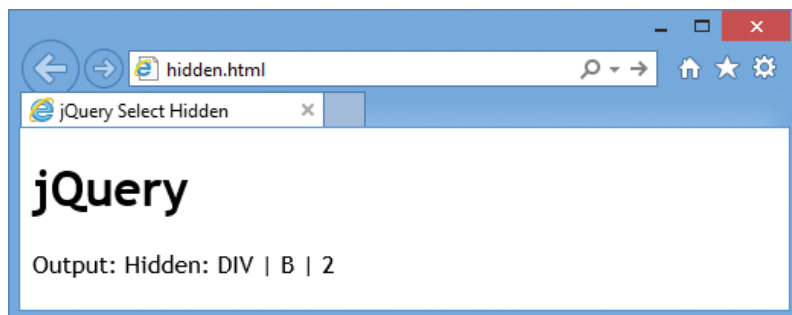 hidden.html
jQuery Select Hidden
jQuery
Output: Hidden: DIV | B | 2